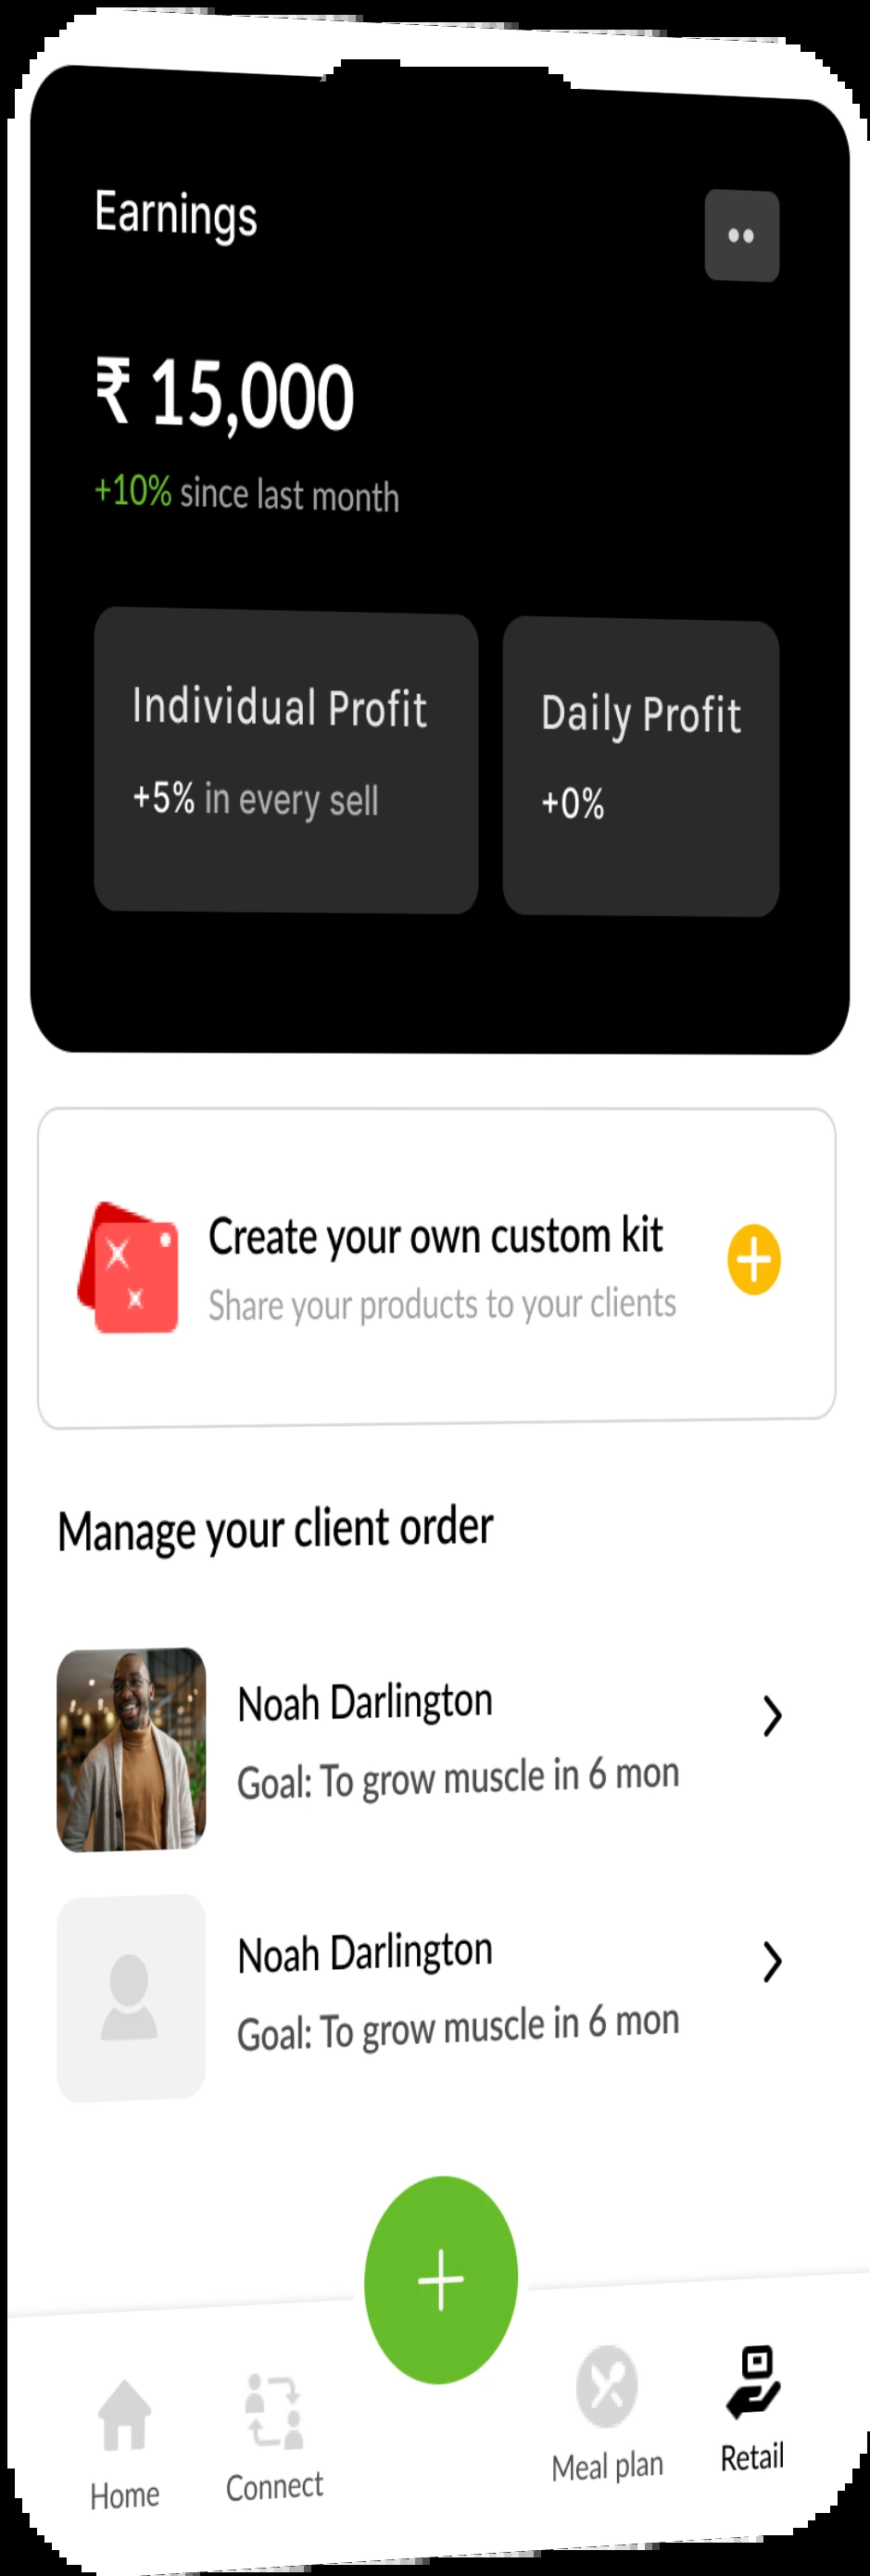 Earnings
₹ 15,000
+10% since last month
Individual Profit
+5% in every sell
Daily Profit
+0%
Create your own custom kit
Share your products to your clients
Manage your client order
Noah Darlington
Goal: To grow muscle in 6 mon
Noah Darlington
Goal: To grow muscle in 6 mon
Home
Connect
Meal plan
Retail